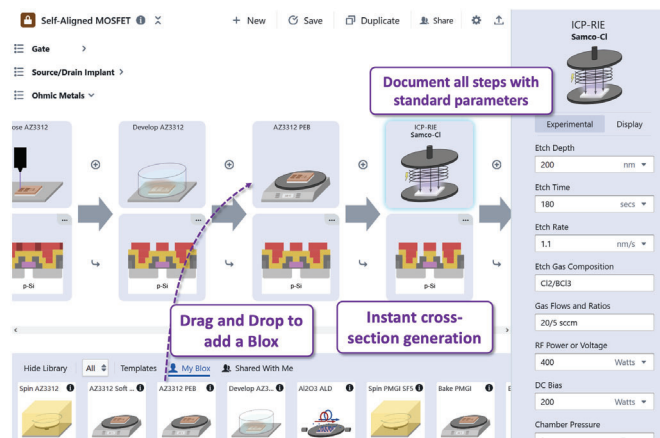 Self-Aligned MOSFET
+ New
Save
Duplicate
Share
Gate
Source/Drain Implant
Ohmic Metals
Document all steps with
standard parameters
ose AZ3312
Develop AZ3312
AZ3312 PEB
ICP-RIE
Samco-Cl
p-Si
p-Si
p-Si
p-Si
Drag and Drop to
add a Blox
Instant cross-
section generation
Hide Library
All
Templates
My Blox
Shared With Me
Spin AZ3312
AZ3312 Soft ...
AZ3312 PEB
Develop AZ3...
Al2O3 ALD
Spin PMGI SF5
Bake PMGI
E
ICP-RIE
Samco-Cl
Experimental
Display
Etch Depth
200 nm
Etch Time
180 secs
Etch Rate
1.1 nm/s
Etch Gas Composition
Cl2/BCl3
Gas Flows and Ratios
20/5 sccm
RF Power or Voltage
400 Watts
DC Bias
200 Watts
Chamber Pressure